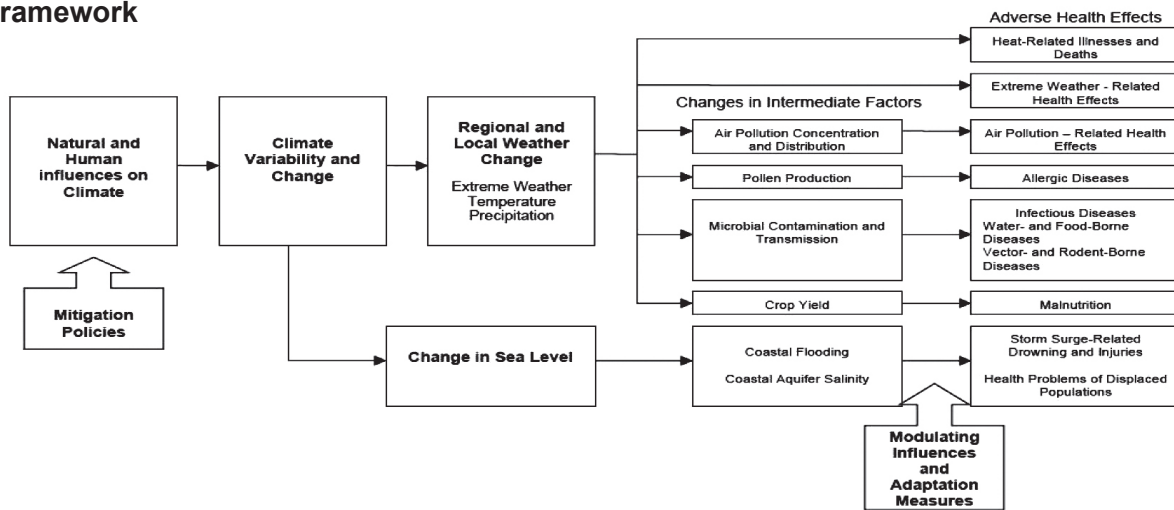 ramework
Adverse Health Effects
Heat-Related Illnesses and
Deaths
Extreme Weather - Related
Health Effects
Changes in Intermediate Factors
Natural and
Human
influences on
Climate
Climate
Variability and
Change
Regional and
Local Weather
Change
Extreme Weather
Temperature
Precipitation
Air Pollution Concentration
and Distribution
Air Pollution – Related Health
Effects
Pollen Production
Allergic Diseases
Microbial Contamination and
Transmission
Infectious Diseases
Water- and Food-Borne
Diseases
Vector- and Rodent-Borne
Diseases
Crop Yield
Malnutrition
Mitigation
Policies
Change in Sea Level
Coastal Flooding
Coastal Aquifer Salinity
Storm Surge-Related
Drowning and Injuries
Health Problems of Displaced
Populations
Modulating
Influences
and
Adaptation
Measures